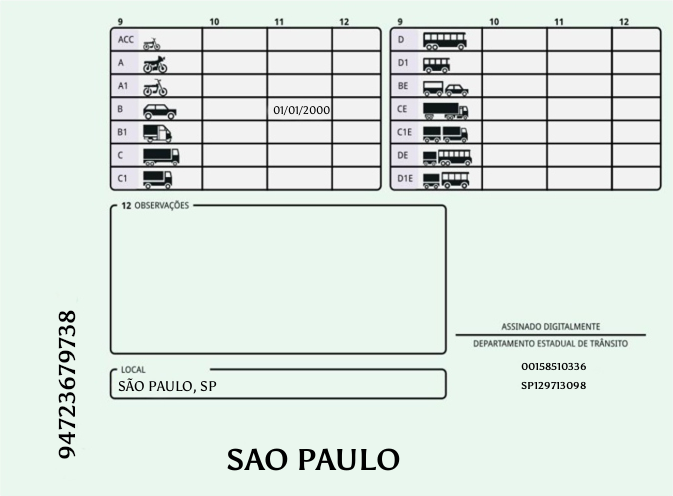 9 10 11 12
ACC
A
A1
B 01/01/2000
B1
C
C1
9 10 11 12
D
D1
BE
CE
C1E
DE
D1E
12 OBSERVAÇÕES
ASSINADO DIGITALMENTE
DEPARTAMENTO ESTADUAL DE TRÂNSITO
00158510336
SP129713098
LOCAL
SÃO PAULO, SP
94723679738
SAO PAULO